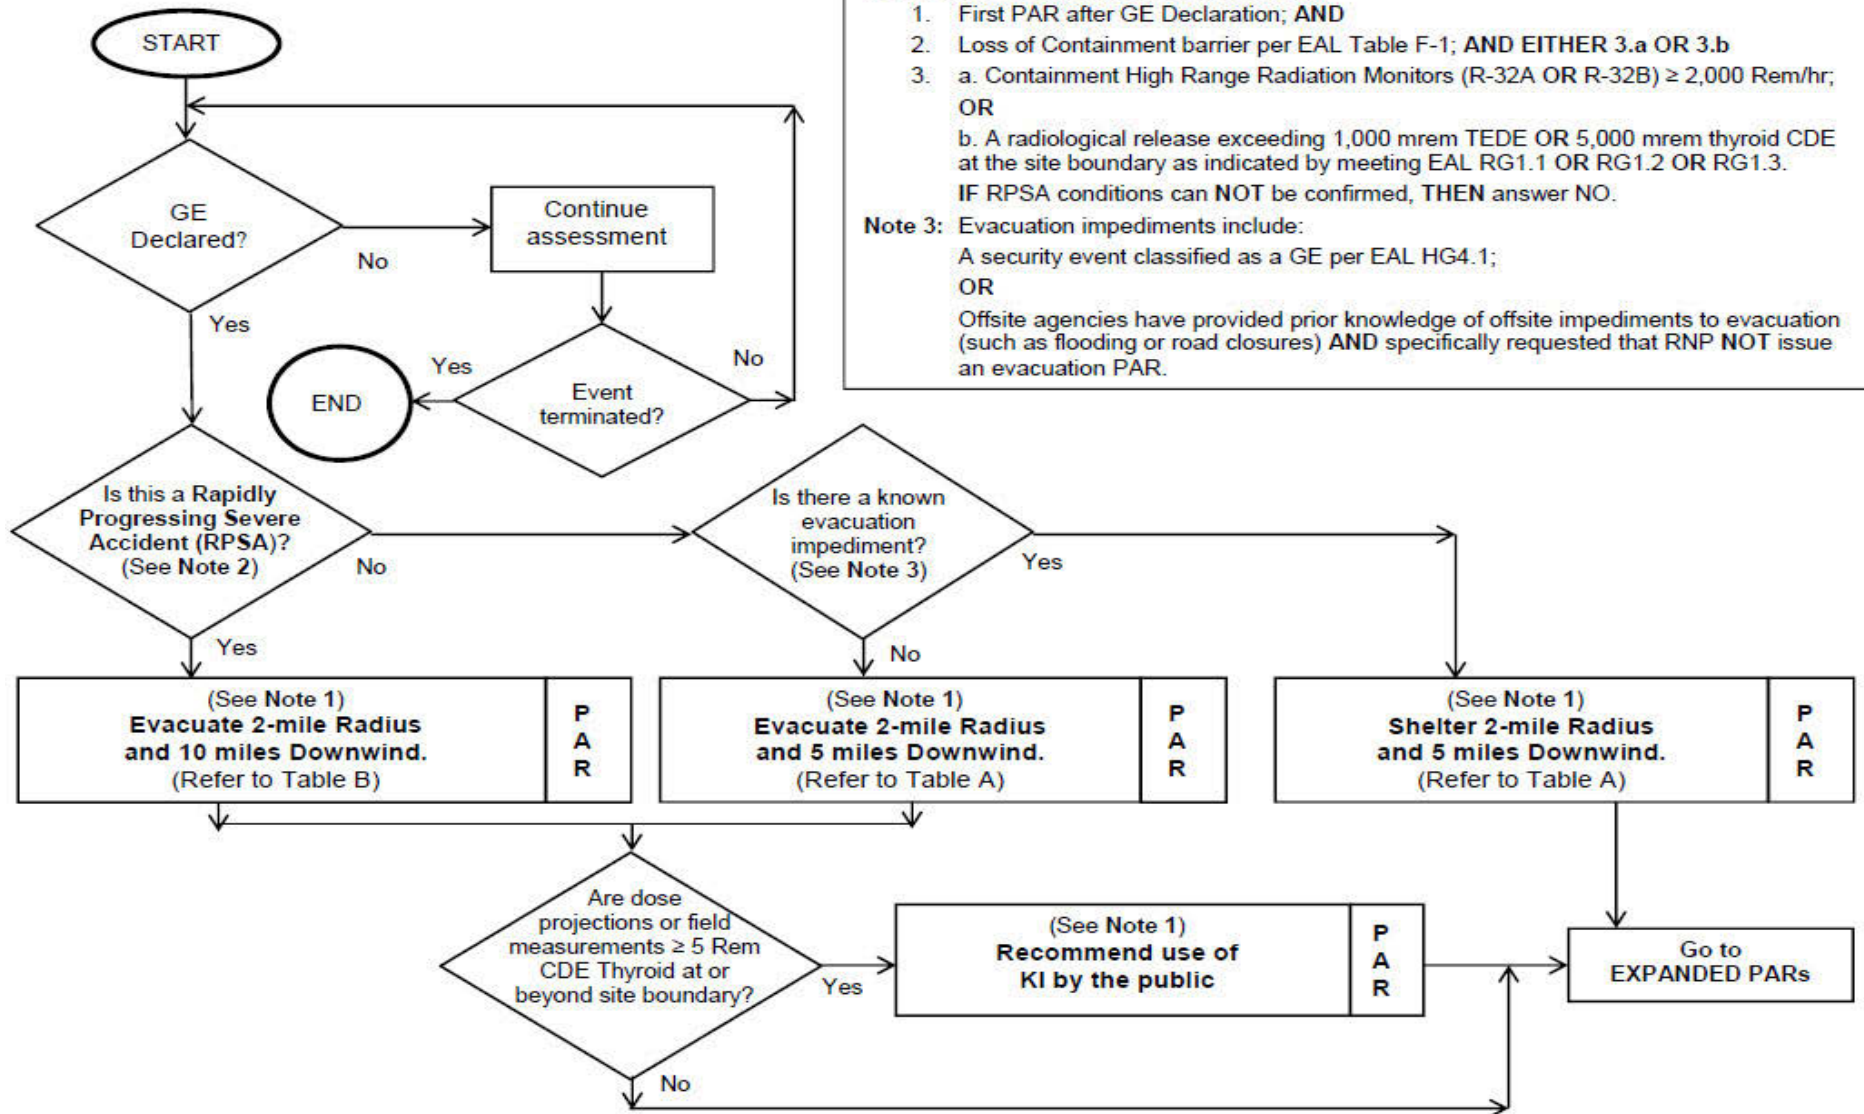 START
1. First PAR after GE Declaration; AND
2. Loss of Containment barrier per EAL Table F-1; AND EITHER 3.a OR 3.b
3. a. Containment High Range Radiation Monitors (R-32A OR R-32B) ≥ 2,000 Rem/hr;
OR
b. A radiological release exceeding 1,000 mrem TEDE OR 5,000 mrem thyroid CDE
at the site boundary as indicated by meeting EAL RG1.1 OR RG1.2 OR RG1.3.
IF RPSA conditions can NOT be confirmed, THEN answer NO.
Note 3: Evacuation impediments include:
A security event classified as a GE per EAL HG4.1;
OR
Offsite agencies have provided prior knowledge of offsite impediments to evacuation
(such as flooding or road closures) AND specifically requested that RNP NOT issue
an evacuation PAR.
GE
Declared?
No
Yes
Continue
assessment
Event
terminated?
Yes
No
END
Is this a Rapidly
Progressing Severe
Accident (RPSA)?
(See Note 2)
No
Yes
Is there a known
evacuation
impediment?
(See Note 3)
Yes
No
(See Note 1)
Evacuate 2-mile Radius
and 10 miles Downwind.
(Refer to Table B)
P
A
R
(See Note 1)
Evacuate 2-mile Radius
and 5 miles Downwind.
(Refer to Table A)
P
A
R
(See Note 1)
Shelter 2-mile Radius
and 5 miles Downwind.
(Refer to Table A)
P
A
R
Are dose
projections or field
measurements ≥ 5 Rem
CDE Thyroid at or
beyond site boundary?
Yes
No
(See Note 1)
Recommend use of
KI by the public
P
A
R
Go to
EXPANDED PARs